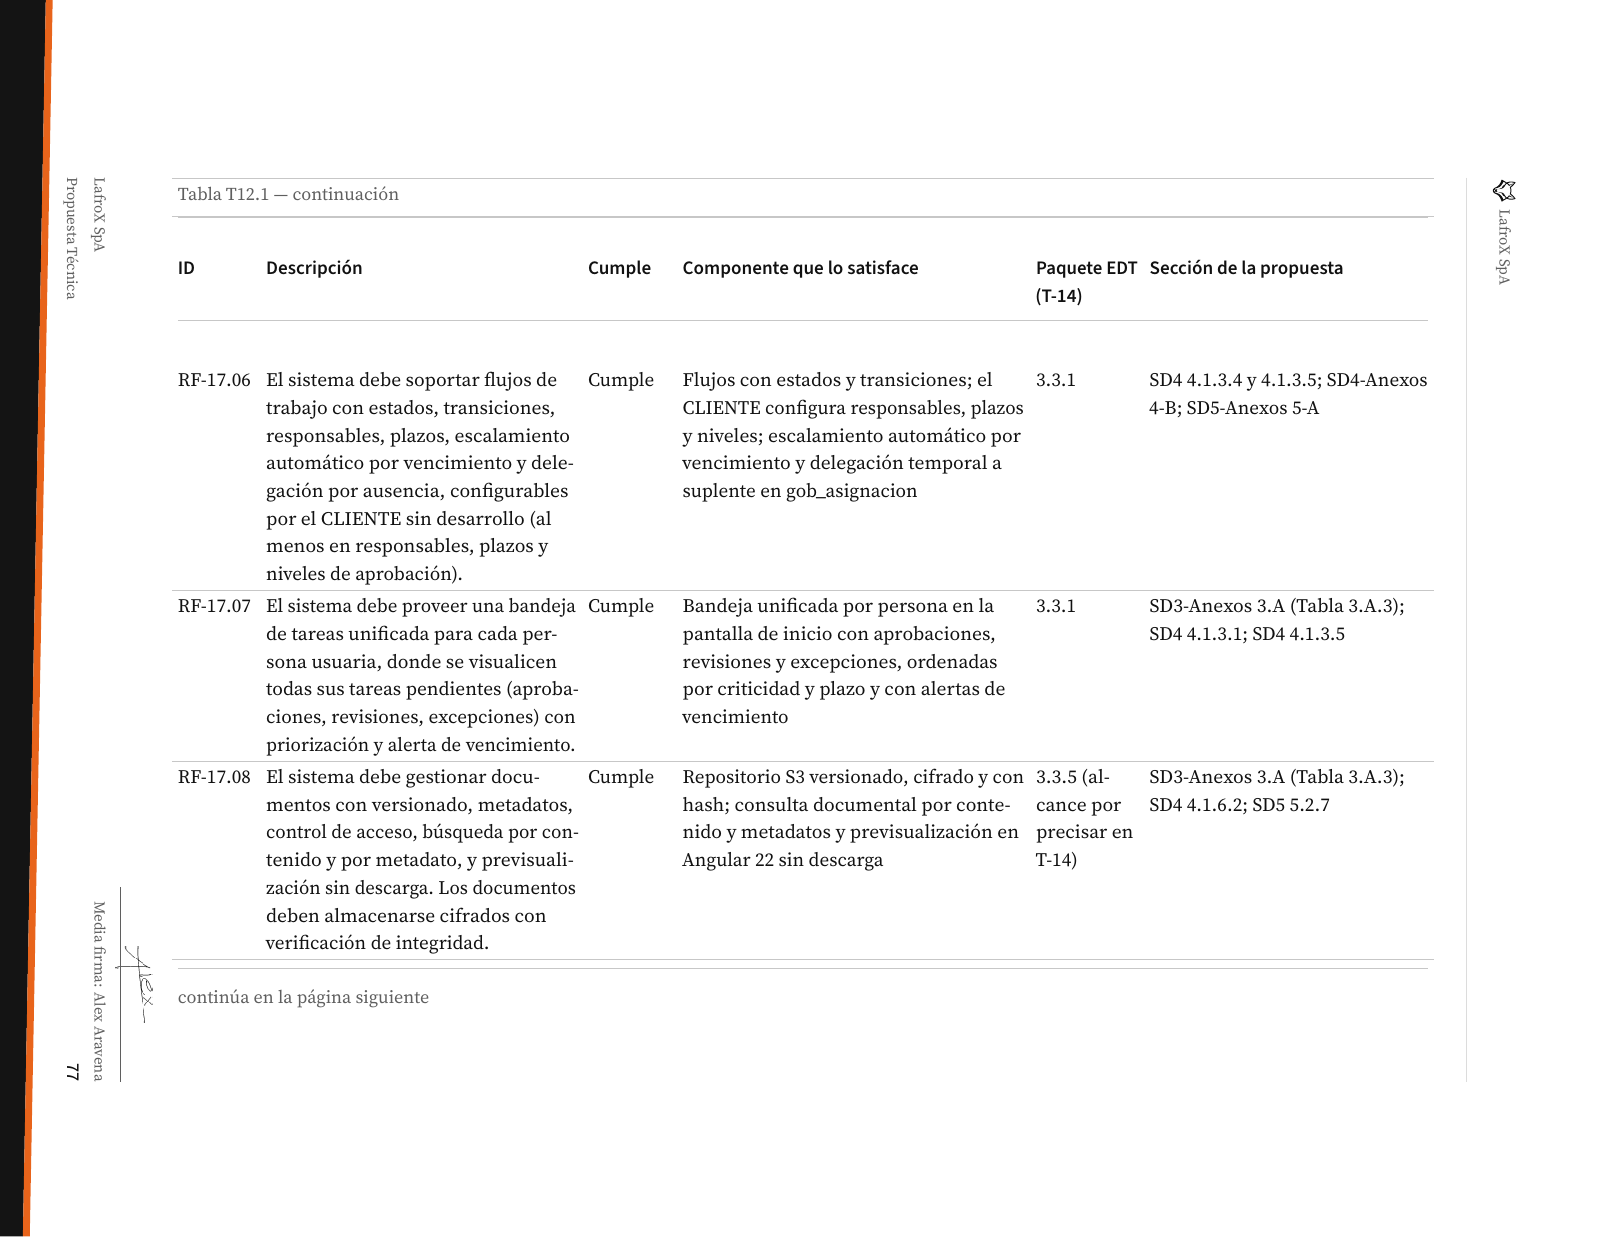 LafroX SpA
Propuesta Técnica
LafroX SpA
Tabla T12.1 — continuación
ID Descripción Cumple Componente que lo satisface Paquete EDT Sección de la propuesta
(T-14)
RF-17.06 El sistema debe soportar flujos de Cumple Flujos con estados y transiciones; el 3.3.1 SD4 4.1.3.4 y 4.1.3.5; SD4-Anexos
trabajo con estados, transiciones, CLIENTE configura responsables, plazos 4-B; SD5-Anexos 5-A
responsables, plazos, escalamiento y niveles; escalamiento automático por
automático por vencimiento y dele- vencimiento y delegación temporal a
gación por ausencia, configurables suplente en gob_asignacion
por el CLIENTE sin desarrollo (al
menos en responsables, plazos y
niveles de aprobación).
RF-17.07 El sistema debe proveer una bandeja Cumple Bandeja unificada por persona en la 3.3.1 SD3-Anexos 3.A (Tabla 3.A.3);
de tareas unificada para cada per- pantalla de inicio con aprobaciones, SD4 4.1.3.1; SD4 4.1.3.5
sona usuaria, donde se visualicen revisiones y excepciones, ordenadas
todas sus tareas pendientes (aproba- por criticidad y plazo y con alertas de
ciones, revisiones, excepciones) con vencimiento
priorización y alerta de vencimiento.
RF-17.08 El sistema debe gestionar docu- Cumple Repositorio S3 versionado, cifrado y con 3.3.5 (al- SD3-Anexos 3.A (Tabla 3.A.3);
mentos con versionado, metadatos, hash; consulta documental por conte- cance por SD4 4.1.6.2; SD5 5.2.7
control de acceso, búsqueda por con- nido y metadatos y previsualización en precisar en
tenido y por metadato, y previsuali- Angular 22 sin descarga T-14)
zación sin descarga. Los documentos
deben almacenarse cifrados con
verificación de integridad.
continúa en la página siguiente
Alex
Media firma: Alex Aravena
77